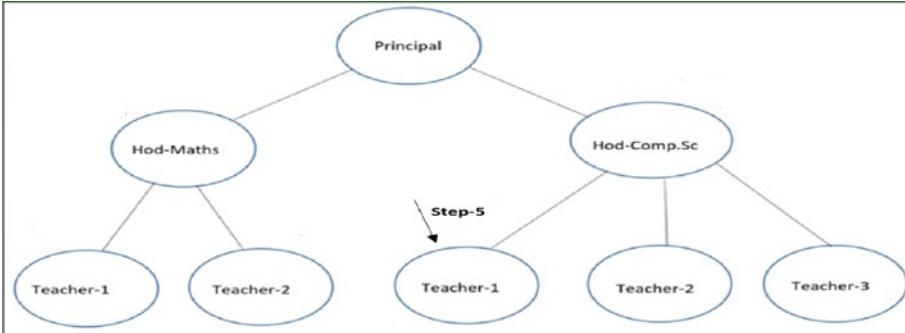 Principal
Hod-Maths
Hod-Comp.Sc
Step-5
Teacher-1
Teacher-2
Teacher-1
Teacher-2
Teacher-3